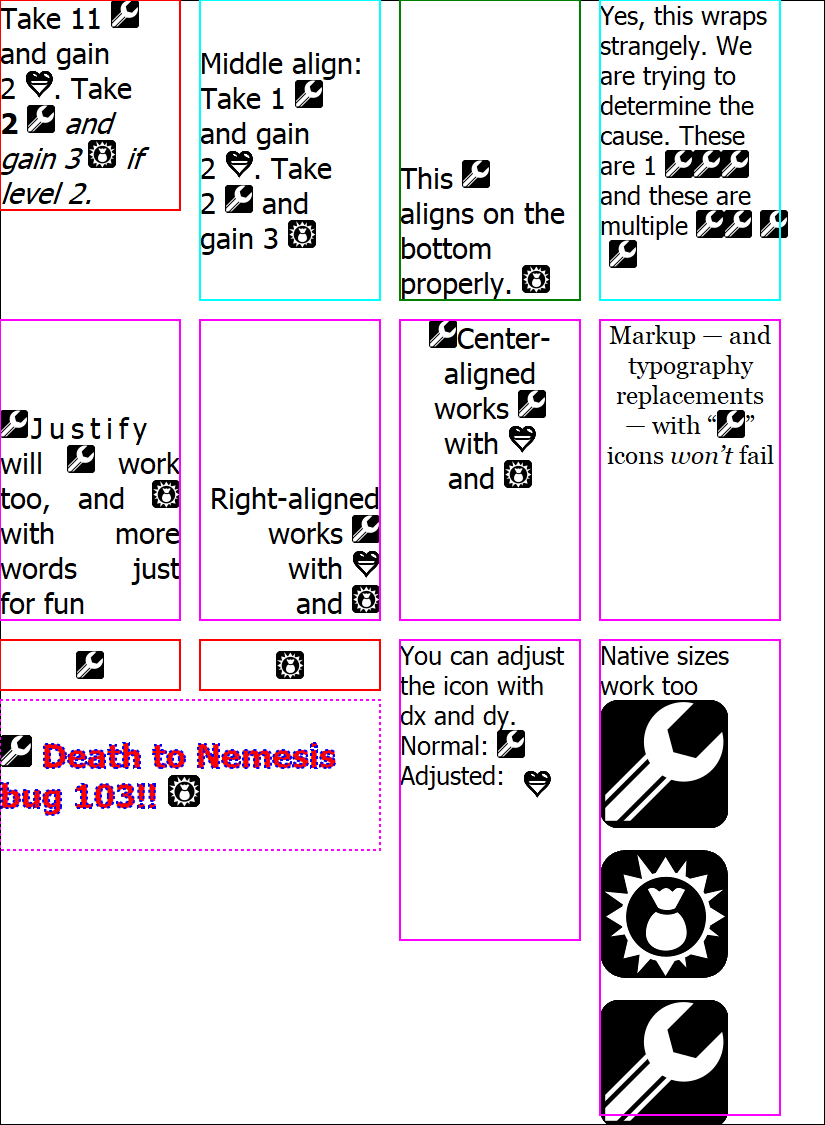 Take 11
and gain
2 . Take
2 and
gain 3 if
level 2.
Middle align:
Take 1
and gain
2 . Take
2 and
gain 3
This
aligns on the
bottom
properly.
Yes, this wraps
strangely. We
are trying to
determine the
cause. These
are 1
and these are
multiple
Justify
will work
too, and
with more
words just
for fun
Right-aligned
works
with
and
Center-
aligned
works
with
and
Markup — and
typography
replacements
— with “ ”
icons won’t fail
Death to Nemesis
bug 103!!
You can adjust
the icon with
dx and dy.
Normal:
Adjusted:
Native sizes
work too